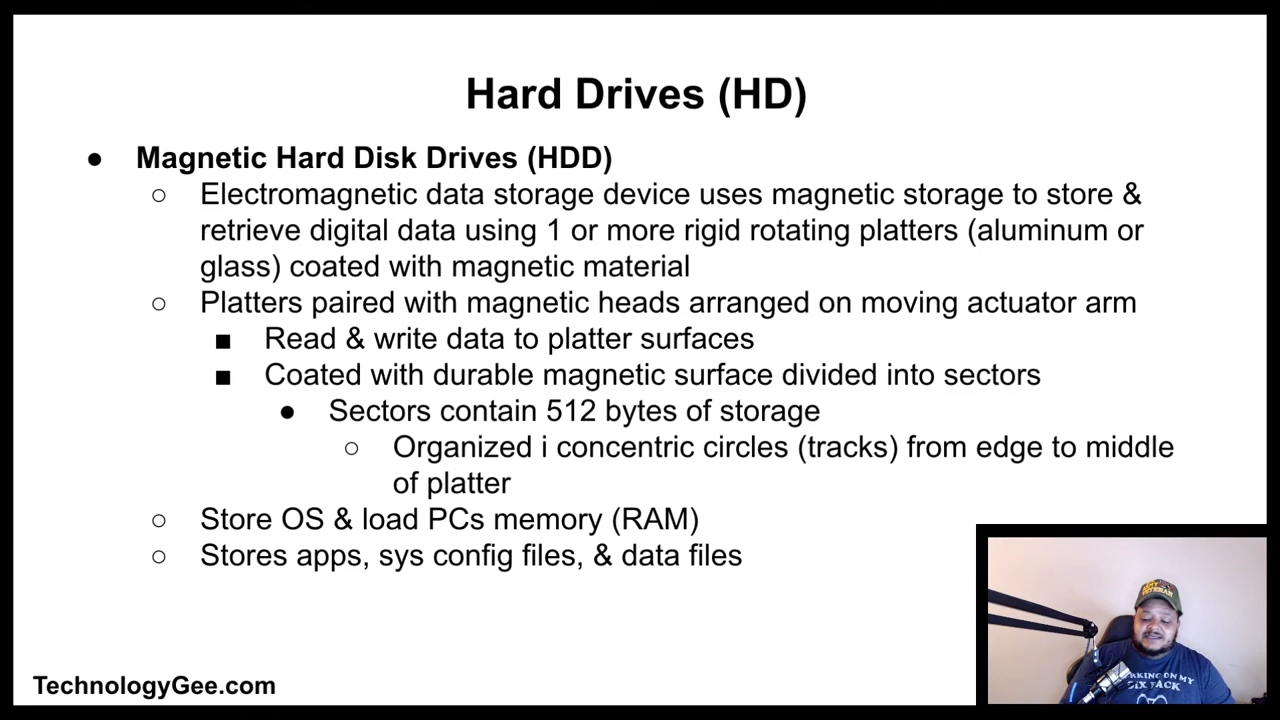 Hard Drives (HD)
● Magnetic Hard Disk Drives (HDD)
○ Electromagnetic data storage device uses magnetic storage to store &
retrieve digital data using 1 or more rigid rotating platters (aluminum or
glass) coated with magnetic material
○ Platters paired with magnetic heads arranged on moving actuator arm
■ Read & write data to platter surfaces
■ Coated with durable magnetic surface divided into sectors
● Sectors contain 512 bytes of storage
○ Organized i concentric circles (tracks) from edge to middle
of platter
○ Store OS & load PCs memory (RAM)
○ Stores apps, sys config files, & data files
TechnologyGee.com
VETERAN
ON MY